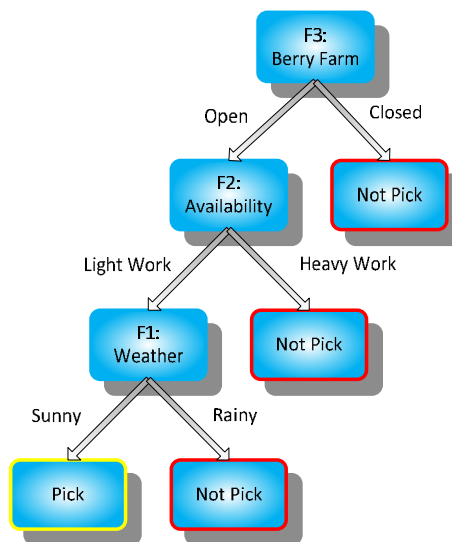 F3:
Berry Farm
Open
Closed
F2:
Availability
Not Pick
Light Work
Heavy Work
F1:
Weather
Not Pick
Sunny
Rainy
Pick
Not Pick